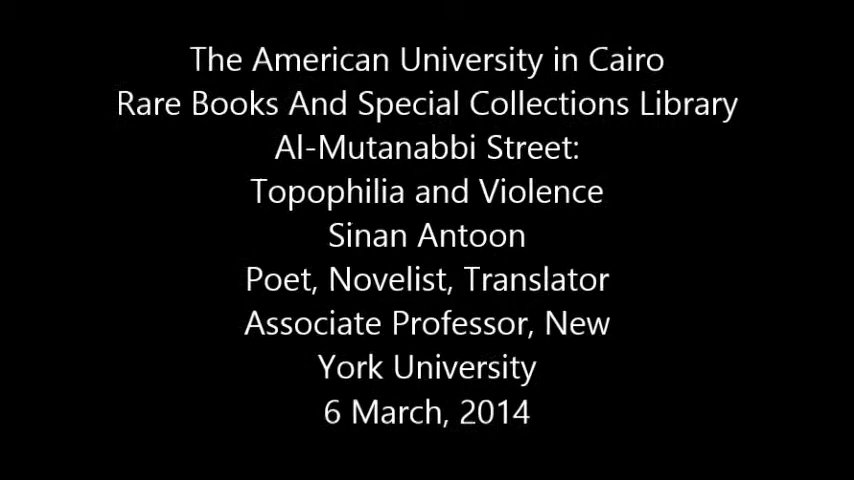 The American University in Cairo
Rare Books And Special Collections Library
Al-Mutanabbi Street:
Topophilia and Violence
Sinan Antoon
Poet, Novelist, Translator
Associate Professor, New
York University
6 March, 2014